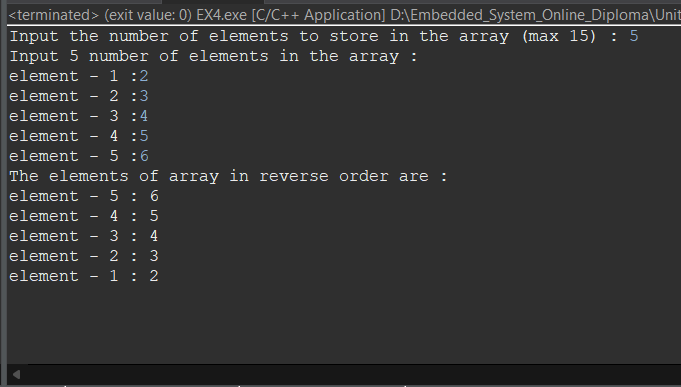 <terminated> (exit value: 0) EX4.exe [C/C++ Application] D:\Embedded_System_Online_Diploma\Unit
Input the number of elements to store in the array (max 15) : 5
Input 5 number of elements in the array :
element - 1 :2
element - 2 :3
element - 3 :4
element - 4 :5
element - 5 :6
The elements of array in reverse order are :
element - 5 : 6
element - 4 : 5
element - 3 : 4
element - 2 : 3
element - 1 : 2